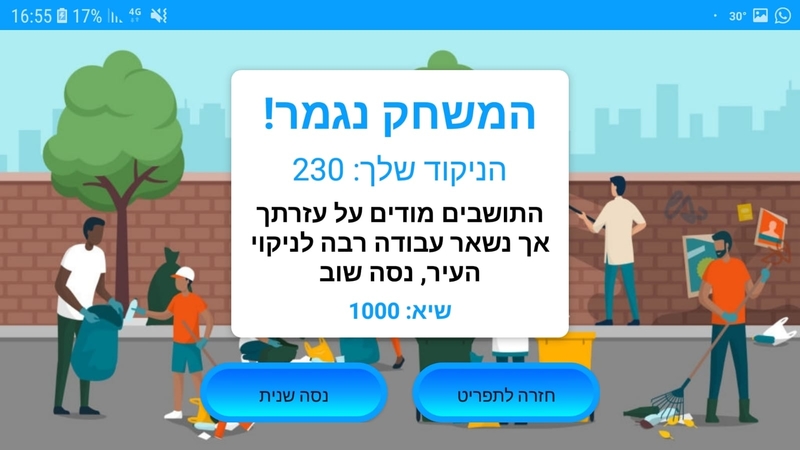 16:55 17% 4G 30°
המשחק נגמר!
הניקוד שלך: 230
התושבים מודים על עזרתך
אך נשאר עבודה רבה לניקוי
העיר, נסה שוב
שיא: 1000
חזרה לתפריט
נסה שנית